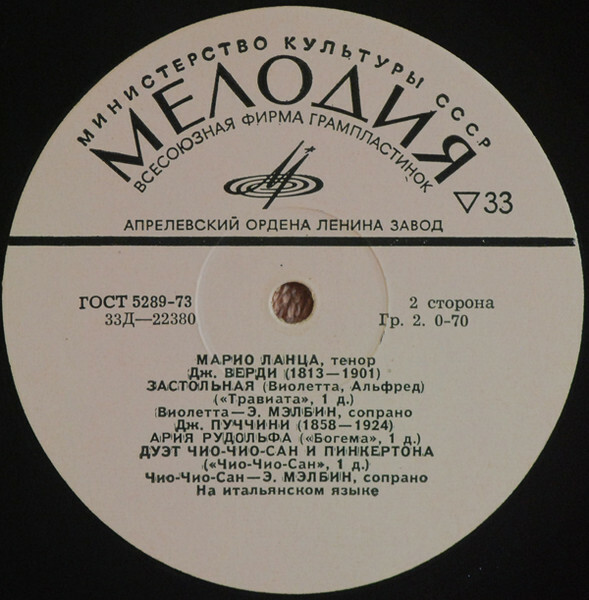 МИНИСТЕРСТВО КУЛЬТУРЫ СССР
МЕЛОДИЯ
ВСЕСОЮЗНАЯ ФИРМА ГРАМПЛАСТИНОК
▽33
АПРЕЛЕВСКИЙ ОРДЕНА ЛЕНИНА ЗАВОД
ГОСТ 5289-73
33Д—22380
2 сторона
Гр. 2. 0-70
МАРИО ЛАНЦА, тенор
Дж. ВЕРДИ (1813—1901)
ЗАСТОЛЬНАЯ (Виолетта, Альфред)
(«Травиата», 1 д.)
Виолетта—Э. МЭЛБИН, сопрано
Дж. ПУЧЧИНИ (1858—1924)
АРИЯ РУДОЛЬФА («Богема», 1 д.)
ДУЭТ ЧИО-ЧИО-САН И ПИНКЕРТОНА
(«Чио-Чио-Сан», 1 д.)
Чио-Чио-Сан—Э. МЭЛБИН, сопрано
На итальянском языке